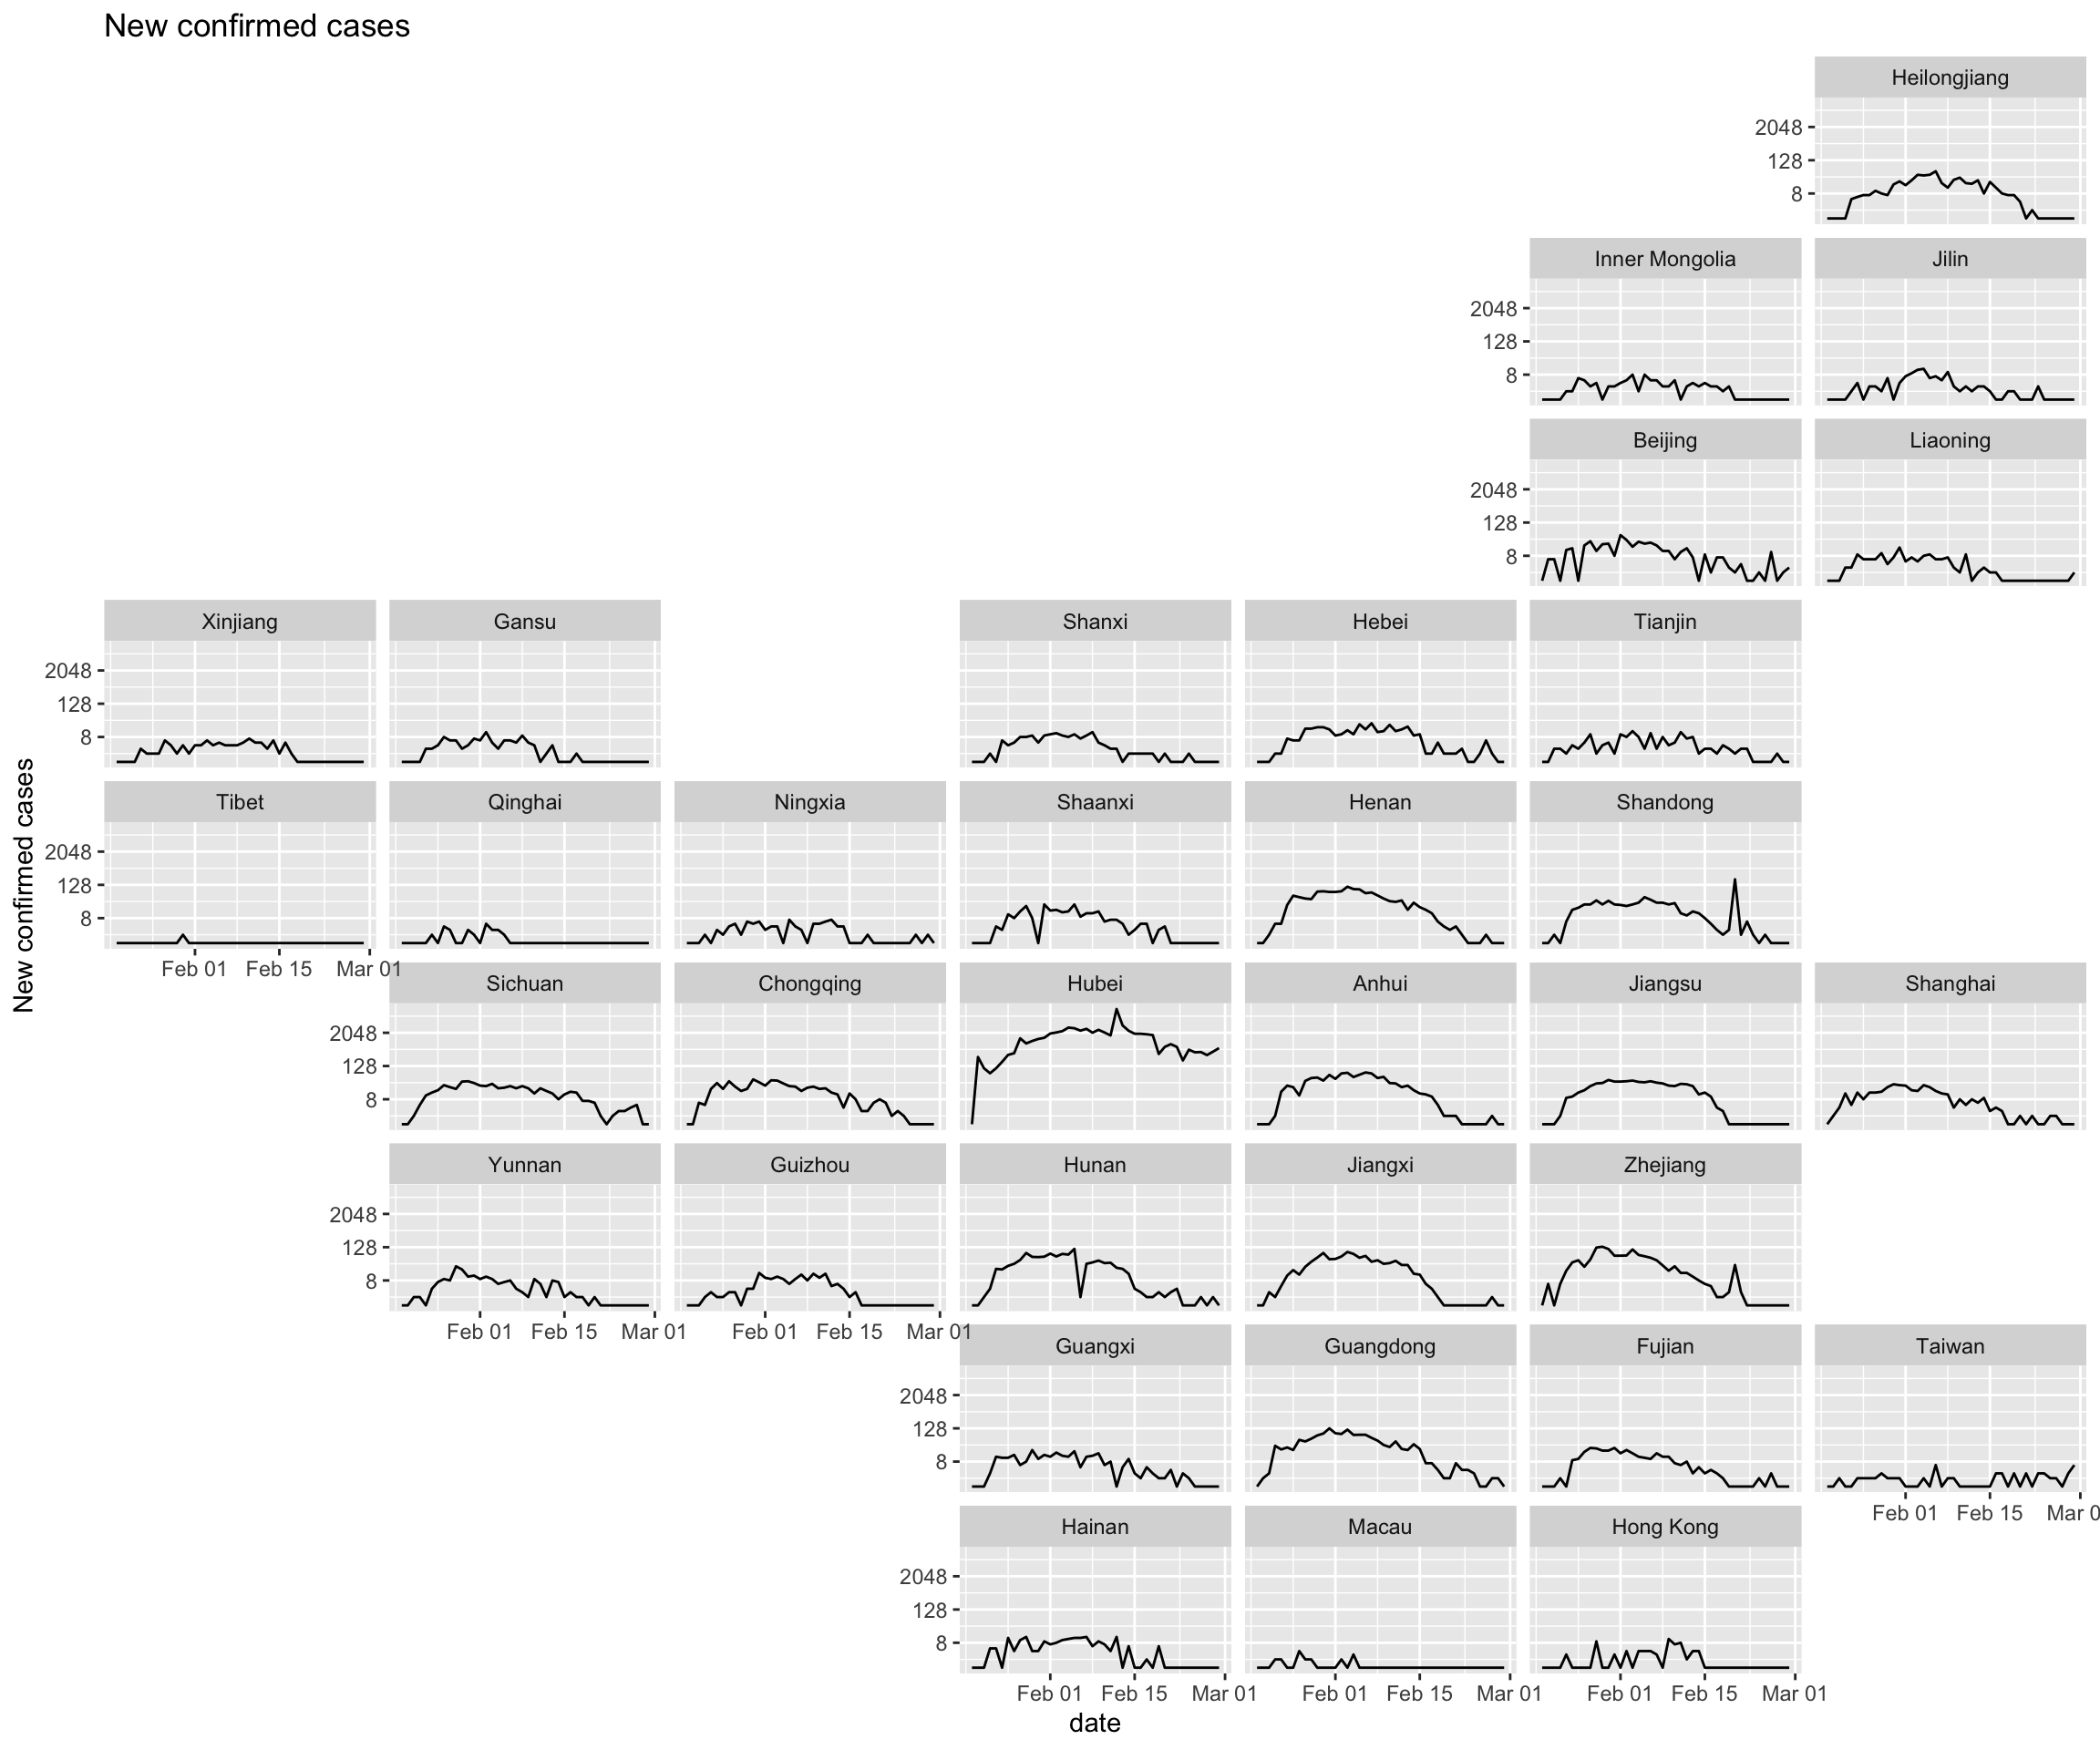 New confirmed cases
Heilongjiang
2048
128
8
Inner Mongolia Jilin
2048
128
8
Beijing Liaoning
2048
128
8
Xinjiang Gansu Shanxi Hebei Tianjin
2048
128
8
Tibet Qinghai Ningxia Shaanxi Henan Shandong
2048
128
8
Feb 01 Feb 15 Mar 01
Sichuan Chongqing Hubei Anhui Jiangsu Shanghai
2048
128
8
Yunnan Guizhou Hunan Jiangxi Zhejiang
2048
128
8
Feb 01 Feb 15 Mar 01 Feb 01 Feb 15 Mar 01
Guangxi Guangdong Fujian Taiwan
2048
128
8
Feb 01 Feb 15 Mar 0
Hainan Macau Hong Kong
2048
128
8
Feb 01 Feb 15 Mar 01 Feb 01 Feb 15 Mar 01 Feb 01 Feb 15 Mar 01
date
New confirmed cases